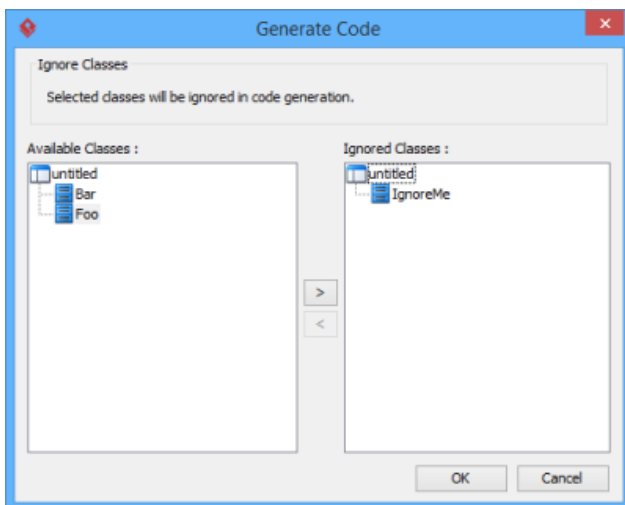 Generate Code
Ignore Classes
Selected classes will be ignored in code generation.
Available Classes :
untitled
Bar
Foo
Ignored Classes :
untitled
IgnoreMe
>
<
OK
Cancel